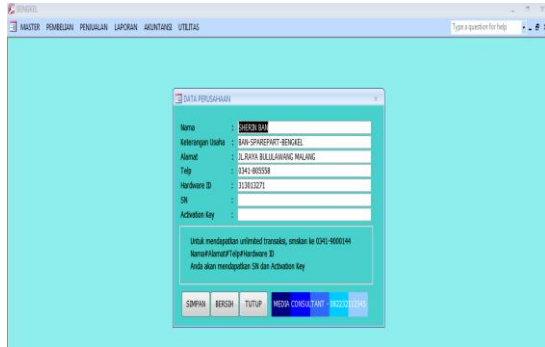 BENGKEL
MASTER PEMBELIAN PENJUALAN LAPORAN AKUNTANSI UTILITAS
Type a question for help
DATA PERUSAHAAN
Nama : SHERIN BAN
Keterangan Usaha : BAN-SPAREPART-BENGKEL
Alamat : JL.RAYA BULULAWANG MALANG
Telp : 0341-805558
Hardware ID : 313013271
SN :
Activation Key :
Untuk mendapatkan unlimited transaksi, smskan ke 0341-9000144
Nama#Alamat#Telp#Hardware ID
Anda akan mendapatkan SN dan Activation Key
SIMPAN BERSIH TUTUP MEDIA CONSULTANT -